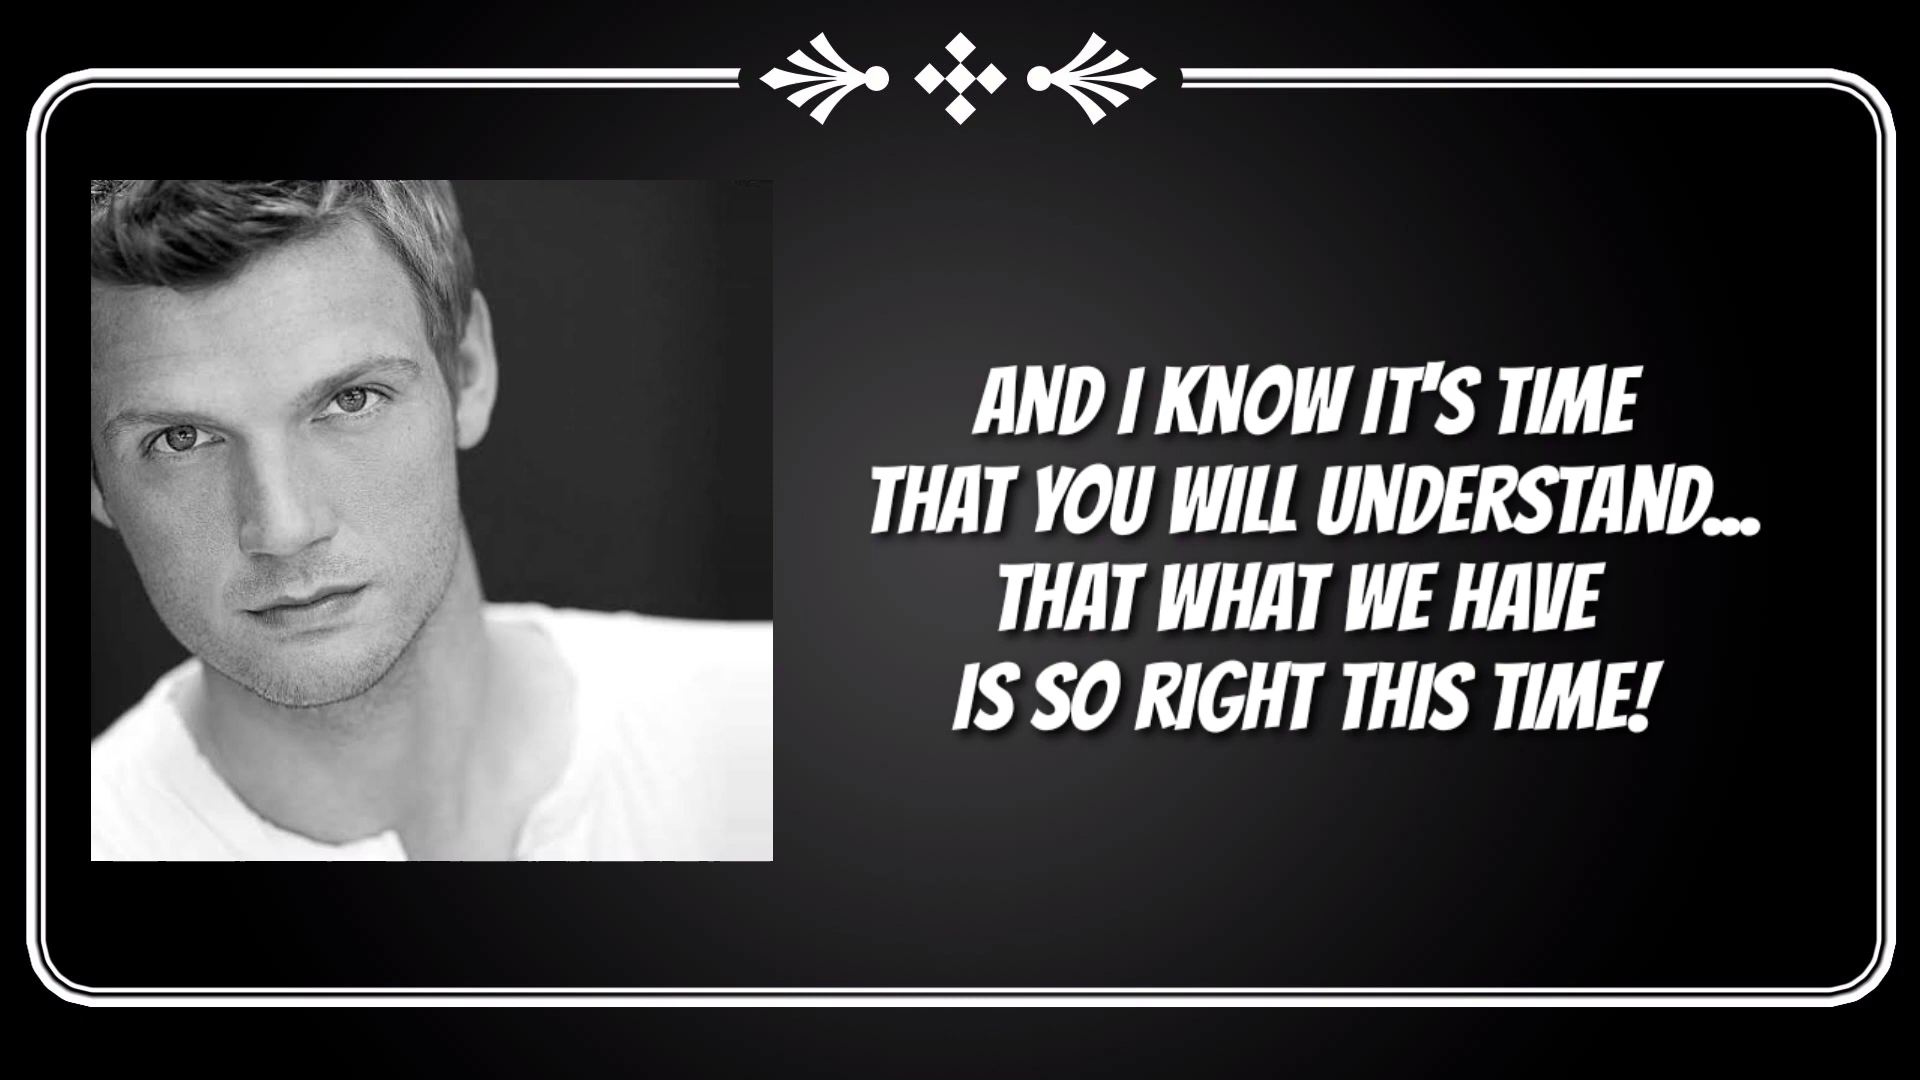 AND I KNOW IT'S TIME
THAT YOU WILL UNDERSTAND...
THAT WHAT WE HAVE
IS SO RIGHT THIS TIME!